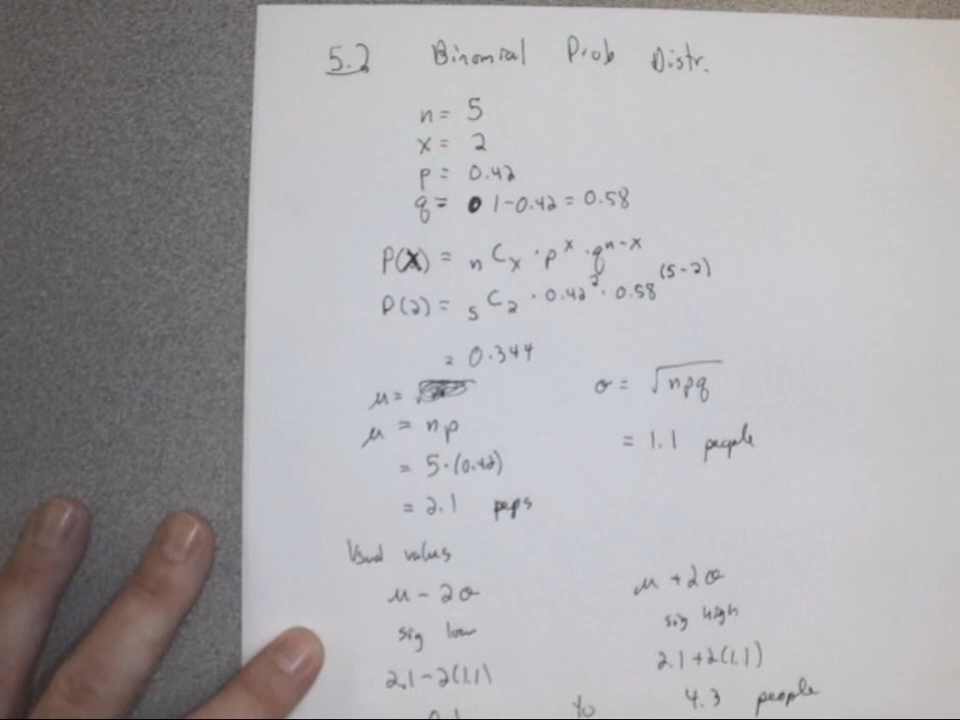 5.2 Binomial Prob Distr.
n = 5
x = 2
p = 0.42
q = 1-0.42 = 0.58
P(X) = nCx · p^x · q^n-x
P(2) = 5C2 · 0.42^2 · 0.58^(5-2)
= 0.344
μ =
σ = √npq
μ = np
= 1.1 people
= 5·(0.42)
= 2.1 peps
Usual values
μ - 2σ
μ + 2σ
sig low
sig high
2.1-2(1.1)
2.1+2(1.1)
4.3 people